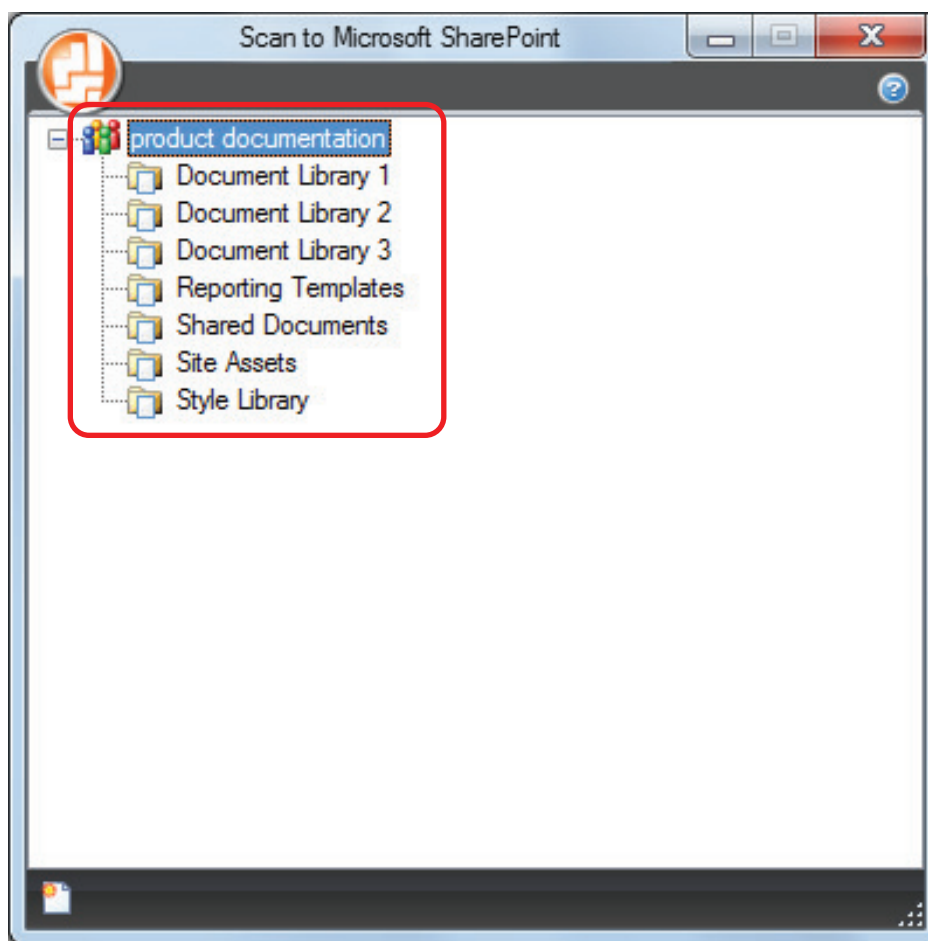 Scan to Microsoft SharePoint
product documentation
Document Library 1
Document Library 2
Document Library 3
Reporting Templates
Shared Documents
Site Assets
Style Library